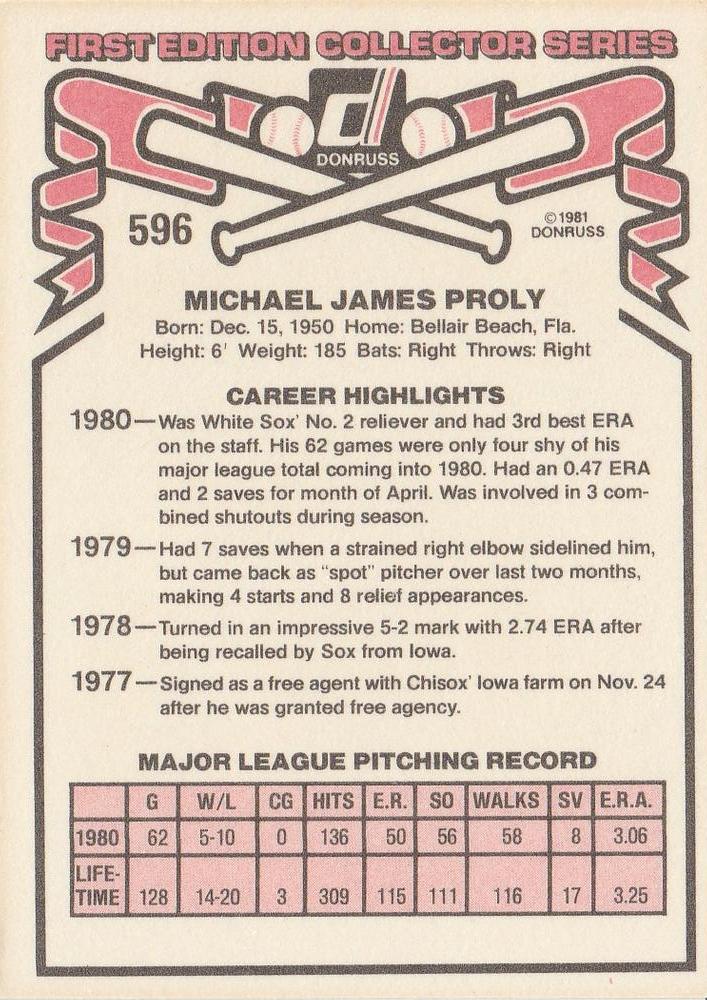 FIRST EDITION COLLECTOR SERIES
d
DONRUSS
596
©1981
DONRUSS
MICHAEL JAMES PROLY
Born: Dec. 15, 1950 Home: Bellair Beach, Fla.
Height: 6' Weight: 185 Bats: Right Throws: Right
CAREER HIGHLIGHTS
1980—Was White Sox' No. 2 reliever and had 3rd best ERA
on the staff. His 62 games were only four shy of his
major league total coming into 1980. Had an 0.47 ERA
and 2 saves for month of April. Was involved in 3 com-
bined shutouts during season.
1979—Had 7 saves when a strained right elbow sidelined him,
but came back as "spot" pitcher over last two months,
making 4 starts and 8 relief appearances.
1978—Turned in an impressive 5-2 mark with 2.74 ERA after
being recalled by Sox from Iowa.
1977—Signed as a free agent with Chisox' Iowa farm on Nov. 24
after he was granted free agency.
MAJOR LEAGUE PITCHING RECORD
G W/L CG HITS E.R. SO WALKS SV E.R.A.
1980 62 5-10 0 136 50 56 58 8 3.06
LIFE-
TIME 128 14-20 3 309 115 111 116 17 3.25